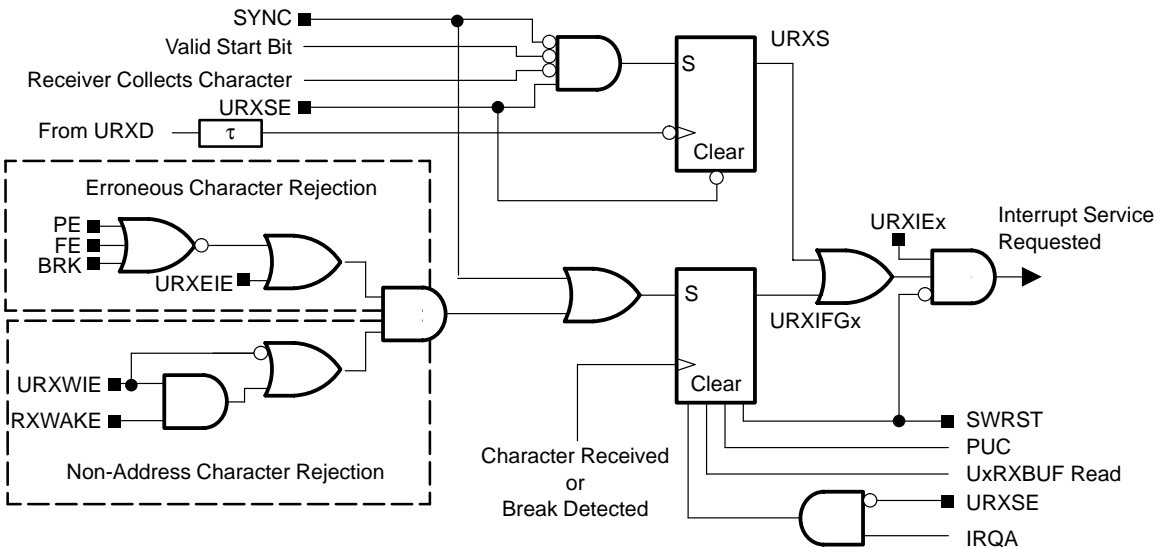 SYNC
Valid Start Bit
Receiver Collects Character
URXSE
From URXD
τ
S
Clear
URXS
Erroneous Character Rejection
PE
FE
BRK
URXEIE
URXWIE
RXWAKE
Non-Address Character Rejection
S
Clear
URXIFGx
URXIEx
Interrupt Service
Requested
Character Received
or
Break Detected
SWRST
PUC
UxRXBUF Read
URXSE
IRQA